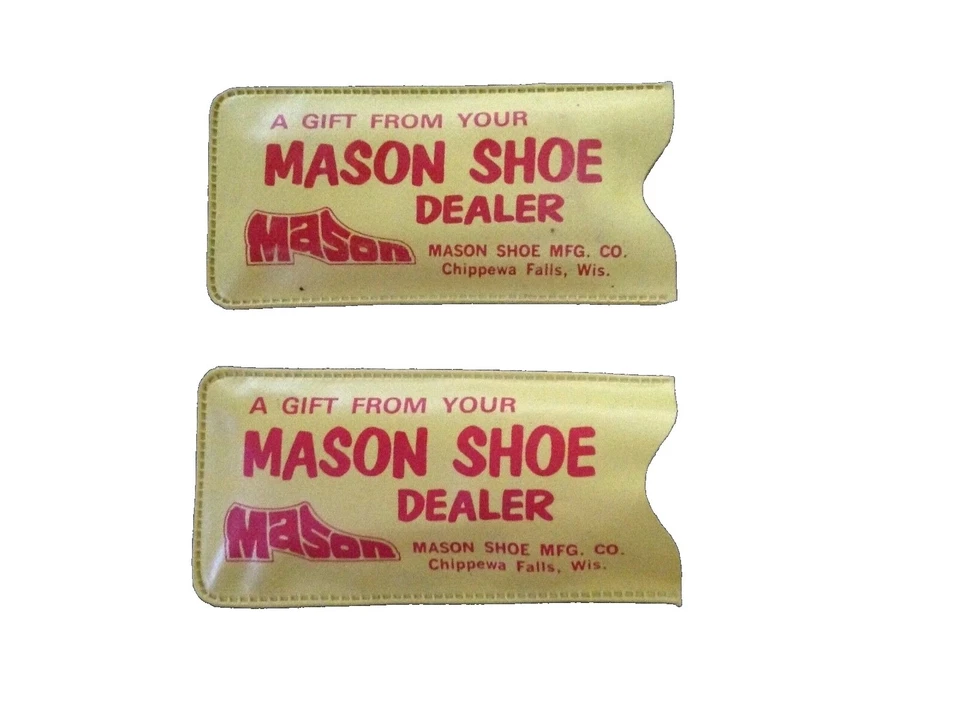 A GIFT FROM YOUR
MASON SHOE
DEALER
Mason
MASON SHOE MFG. CO.
Chippewa Falls, Wis.
A GIFT FROM YOUR
MASON SHOE
DEALER
Mason
MASON SHOE MFG. CO.
Chippewa Falls, Wis.